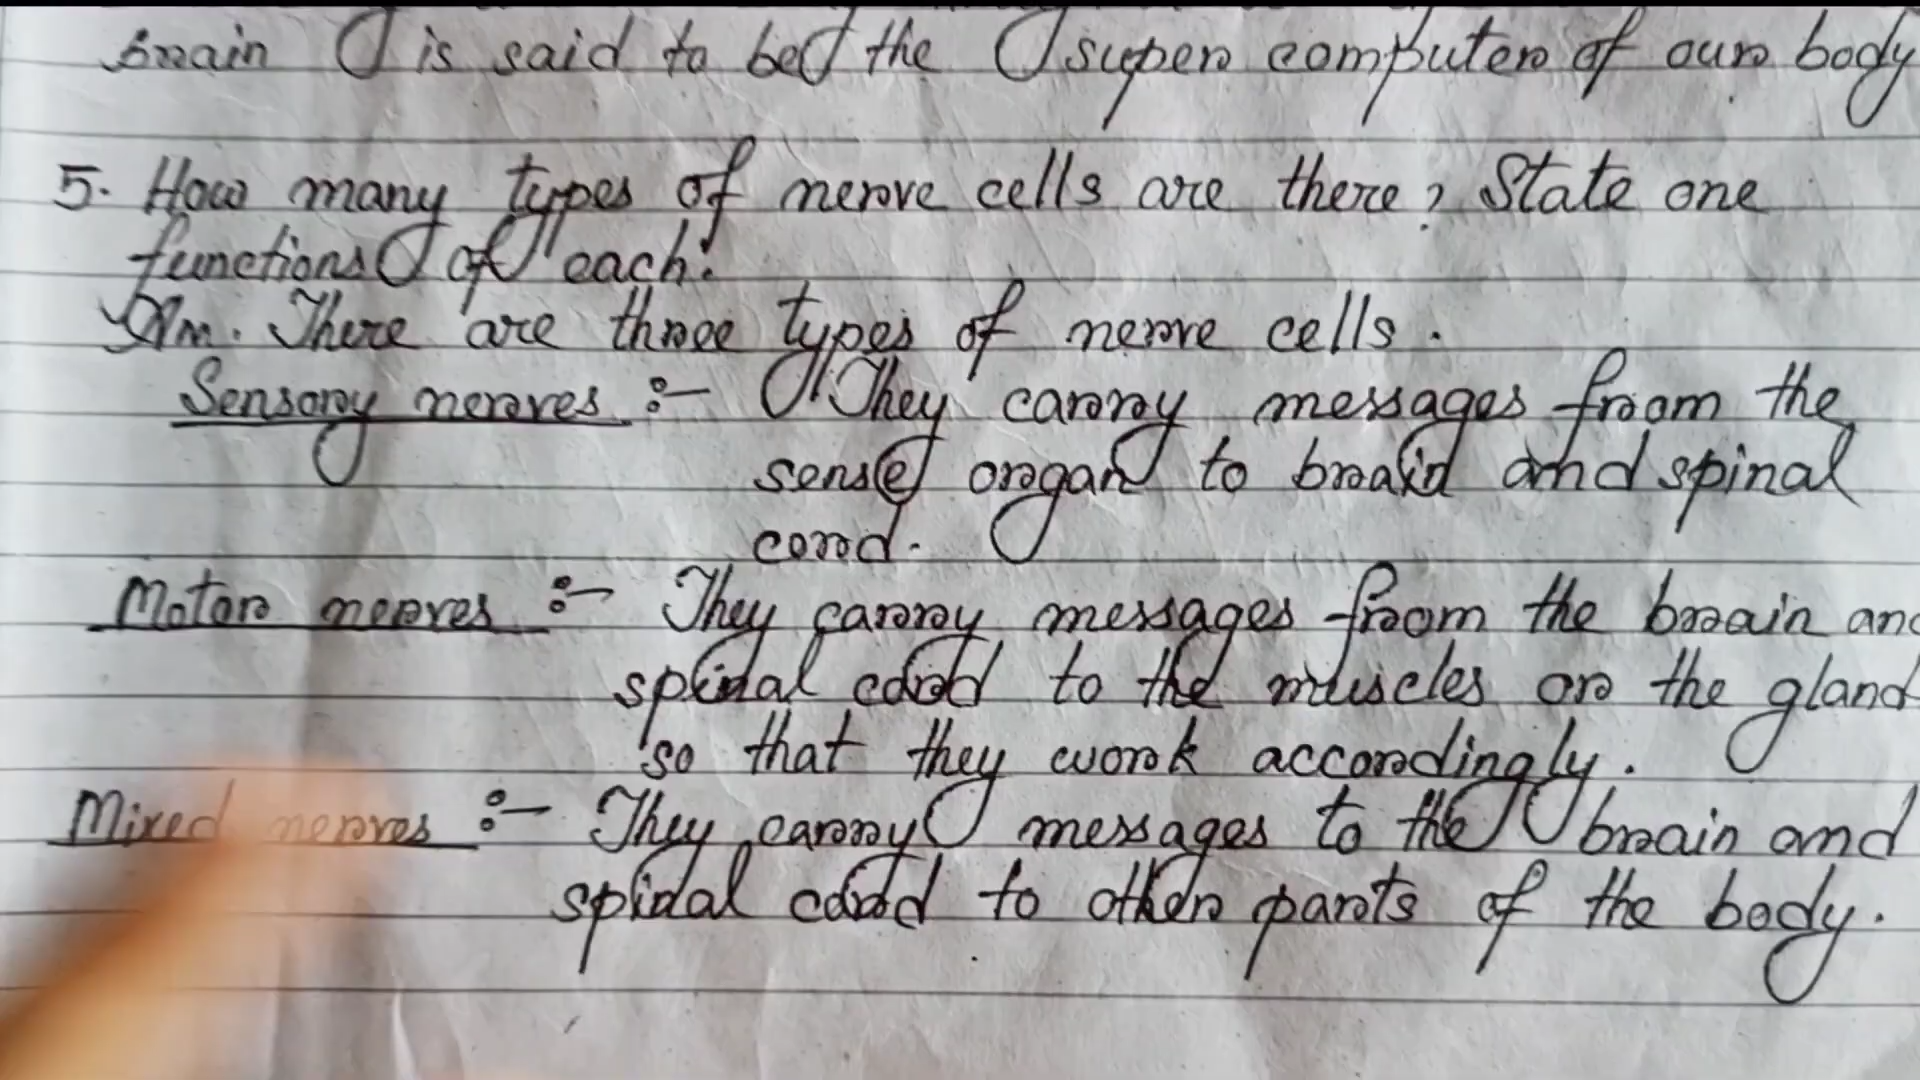 brain is said to be the super computer of our body
5. How many types of nerve cells are there? State one
functions of each.
Ans. There are three types of nerve cells.
Sensory nerves :- They carry messages from the
sense organ to brain and spinal
cord.
Motor nerves :- They carry messages from the brain and
spinal cord to the muscles or the gland
so that they work accordingly.
Mixed nerves :- They carry messages to the brain and
spinal cord to other parts of the body.